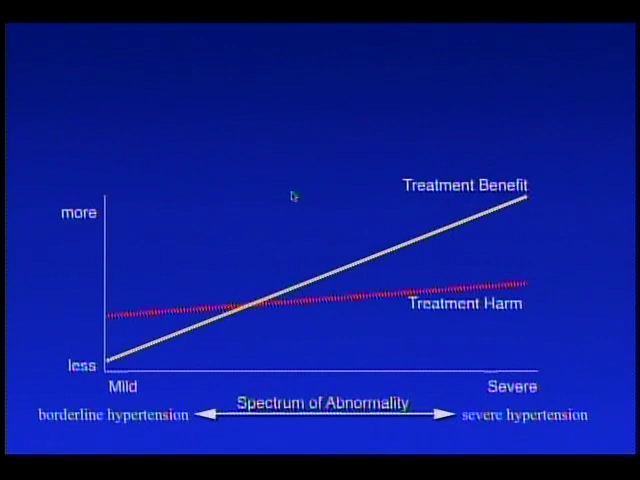 Treatment Benefit
more
Treatment Harm
less
Mild
Severe
Spectrum of Abnormality
borderline hypertension
severe hypertension